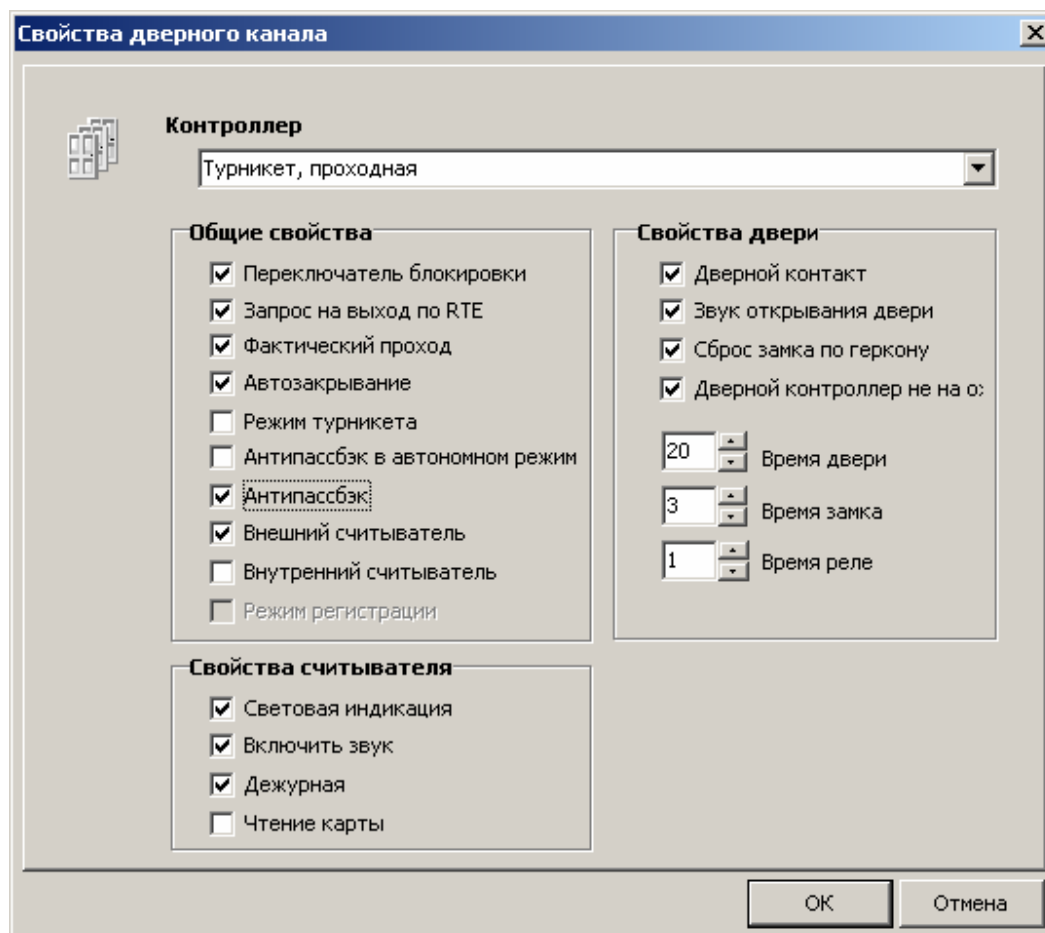 Свойства дверного канала
Контроллер
Турникет, проходная
Общие свойства
Переключатель блокировки
Запрос на выход по RTE
Фактический проход
Автозакрывание
Режим турникета
Антипассбэк в автономном режим
Антипассбэк
Внешний считыватель
Внутренний считыватель
Режим регистрации
Свойства двери
Дверной контакт
Звук открывания двери
Сброс замка по геркону
Дверной контроллер не на
20 Время двери
3 Время замка
1 Время реле
Свойства считывателя
Световая индикация
Включить звук
Дежурная
Чтение карты
ОК
Отмена